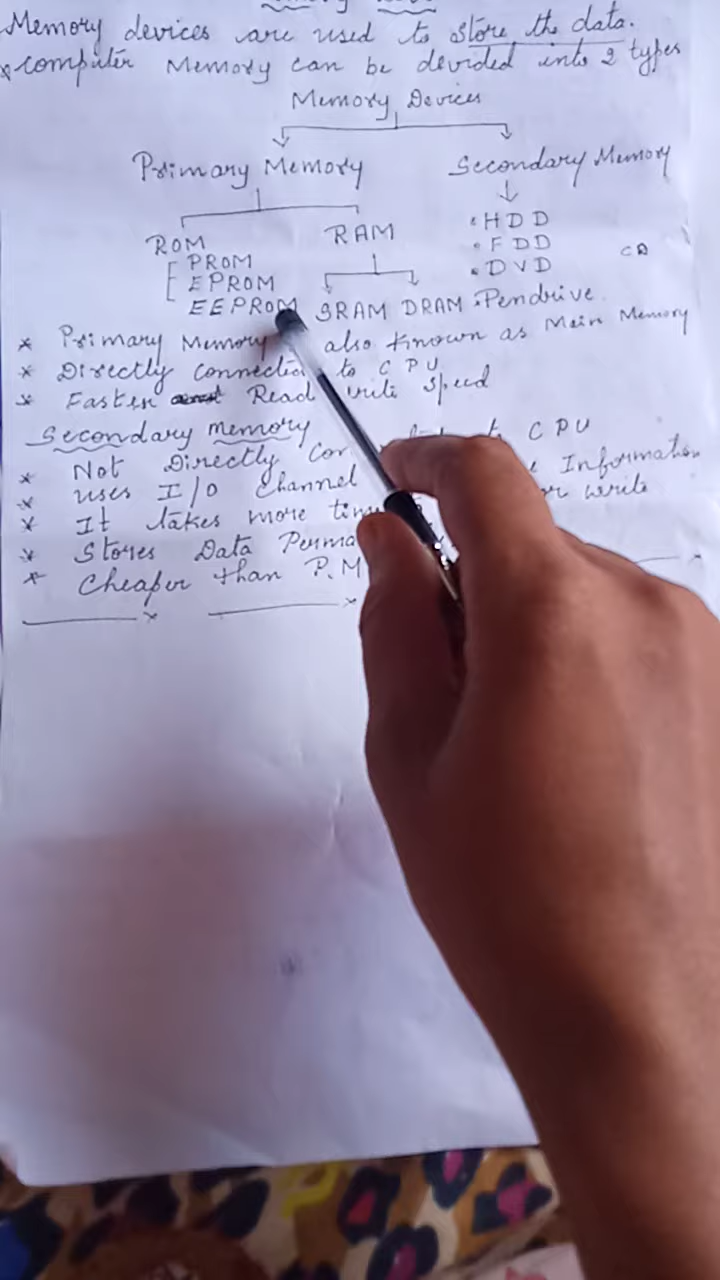 Memory devices are used to store the data.
* computer Memory can be devided into 2 types
Memory Devices
Primary Memory Secondary Memory
ROM RAM • HDD
[ PROM • FDD CD
EPROM • DVD
EEPROM SRAM DRAM • Pendrive
* Primary Memory also known as Main Memory
* Directly connected to CPU
* Faster Read write speed
Secondary memory
* Not Directly to CPU
* uses I/O channel Information
* It takes more or write
* Stores Data
* Cheaper than P.M